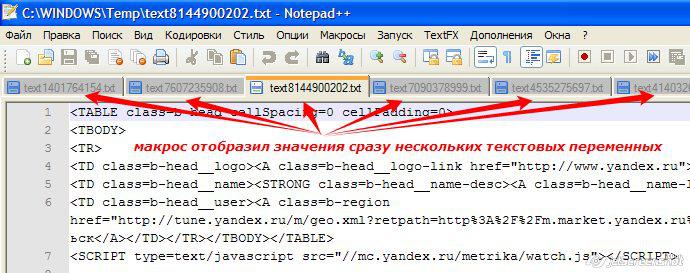 C:\WINDOWS\Temp\text8144900202.txt - Notepad++
Файл Правка Поиск Вид Кодировки Стиль Опции Макросы Запуск TextFX Дополнения Окна ?
text1401764154.txt text7607235908.txt text8144900202.txt text7090378999.txt text4535275697.txt text414032
1 <TABLE class=b-head cellSpacing=0 cellPadding=0>
2 <TBODY>
3 <TR>
макрос отобразил значения сразу нескольких текстовых переменных
4 <TD class=b-head__logo><A class=b-head__logo-link href="http://www.yandex.ru"
5 <TD class=b-head__name><STRONG class=b-head__name-desc><A class=b-head__name-l
6 <TD class=b-head__user><A class=b-region
href="http://tune.yandex.ru/m/geo.xml?retpath=http%3A%2F%2Fm.market.yandex.ru%
ьск</A></TD></TR></TBODY></TABLE>
7 <SCRIPT type=text/javascript src="//mc.yandex.ru/metrika/watch.js"></SCRIPT>